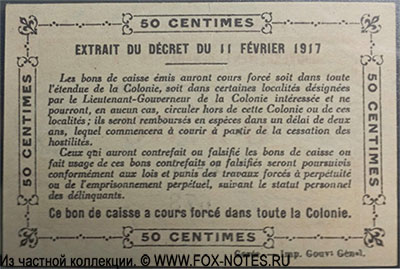 50 CENTIMES
EXTRAIT DU DÉCRET DU 11 FÉVRIER 1917
Les bons de caisse émis auront cours forcé soit dans toute
l'étendue de la Colonie, soit dans certaines localités désignées
par le Lieutenant-Gouverneur de la Colonie intéressée et ne
pourront, en aucun cas, circuler hors de cette Colonie ou de ces
localités ; ils seront remboursés en espèces dans un délai de deux
ans, lequel commencera à courir à partir de la cessation des
hostilités.
Ceux qui auront contrefait ou falsifié les bons de caisse ou
fait usage de ces bons contrefaits ou falsifiés seront poursuivis
conformément aux lois et punis des travaux forcés à perpétuité
ou de l'emprisonnement perpétuel, suivant le statut personnel
des délinquants.
Ce bon de caisse a cours forcé dans toute la Colonie.
50 CENTIMES
50 CENTIMES
50 CENTIMES
Imp. Gouvt Génal.
Из частной коллекции. © WWW.FOX-NOTES.RU